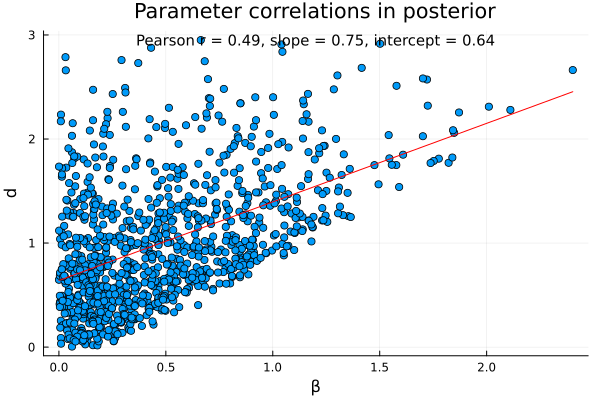 Parameter correlations in posterior
Pearson r = 0.49, slope = 0.75, intercept = 0.64
3
2
d
1
0
0.0 0.5 1.0 1.5 2.0
β